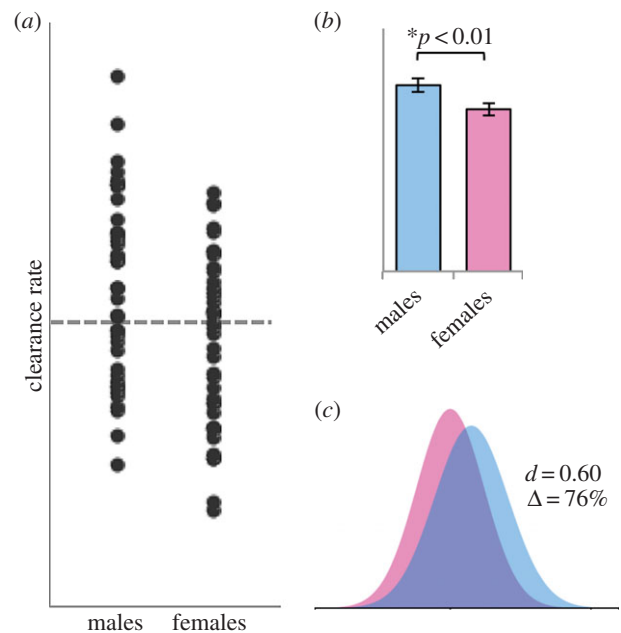 (a)
clearance rate
males females
(b)
*p < 0.01
males
females
(c)
d = 0.60
Δ = 76%